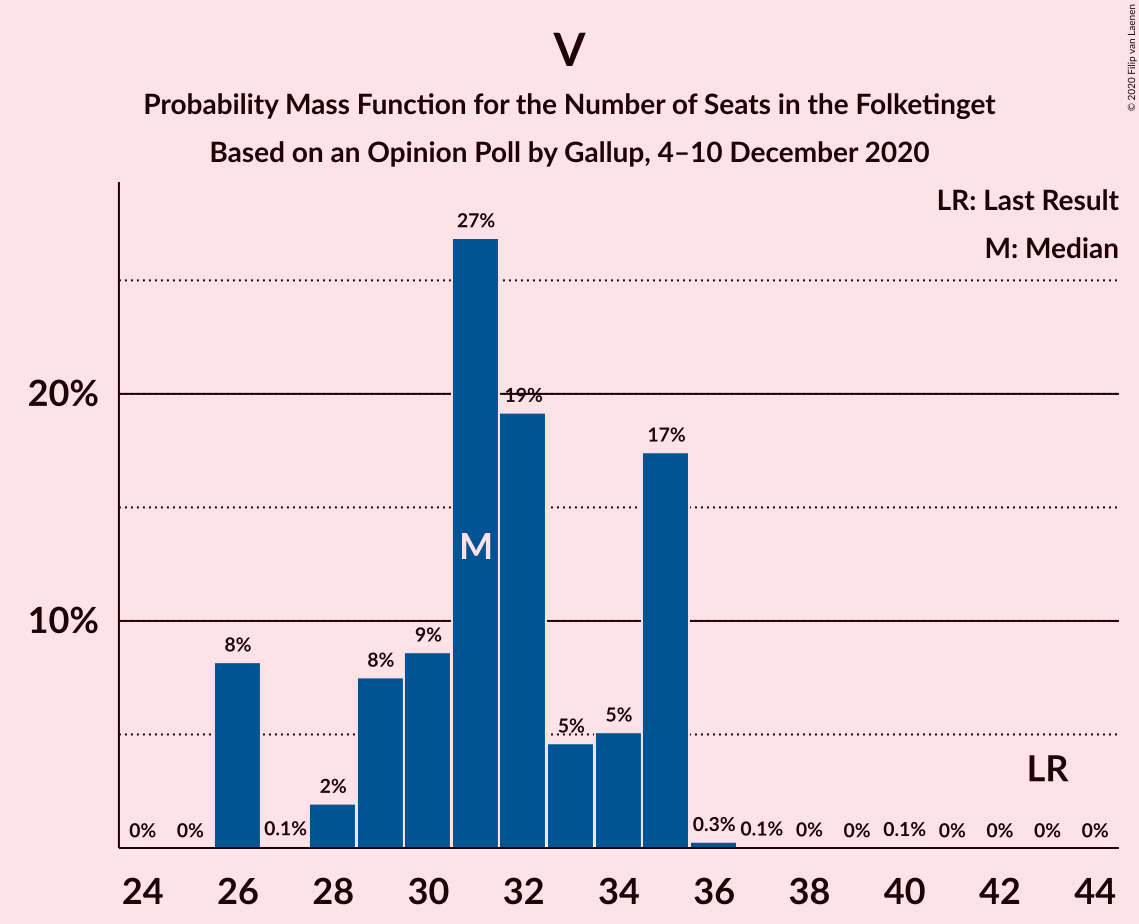 V
Probability Mass Function for the Number of Seats in the Folketinget
Based on an Opinion Poll by Gallup, 4–10 December 2020
© 2020 Filip van Laenen
LR: Last Result
M: Median
27%
20%
19%
17%
M
10%
9%
8%
8%
5%
5%
2%
LR
0%
0%
0.1%
0.3%
0.1%
0%
0%
0.1%
0%
0%
0%
0%
24 26 28 30 32 34 36 38 40 42 44